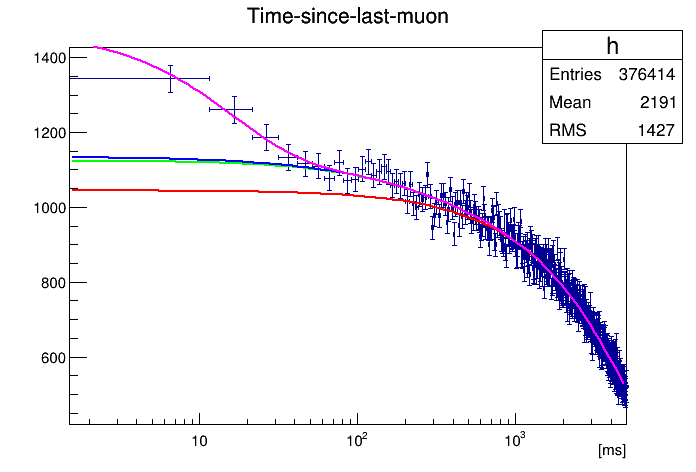 Time-since-last-muon
h
Entries 376414
Mean 2191
RMS 1427
1400
1200
1000
800
600
10
10²
10³
[ms]